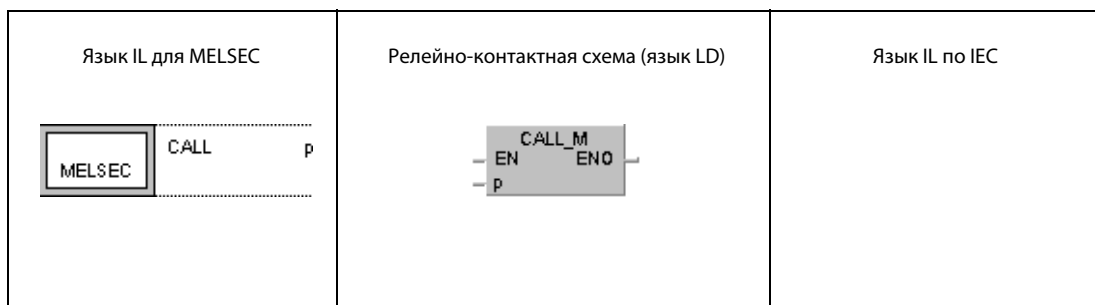 Язык IL для MELSEC
Релейно-контактная схема (язык LD)
Язык IL по IEC
MELSEC
CALL p
CALL_M
EN ENO
p